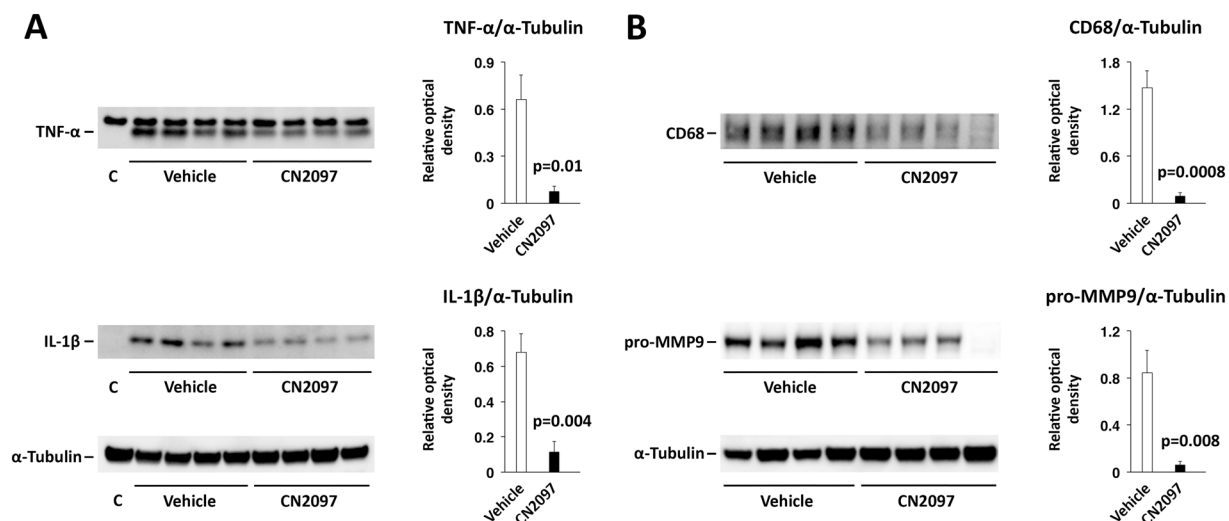 A
TNF-α
C
Vehicle
CN2097
TNF-α/α-Tubulin
Relative optical
density
0.9
0.6
0.3
0
p=0.01
Vehicle
CN2097
IL-1β
C
Vehicle
CN2097
α-Tubulin
C
Vehicle
CN2097
IL-1β/α-Tubulin
Relative optical
density
0.8
0.6
0.4
0.2
0
p=0.004
Vehicle
CN2097
B
CD68
Vehicle
CN2097
CD68/α-Tubulin
Relative optical
density
1.8
1.2
0.6
0
p=0.0008
Vehicle
CN2097
pro-MMP9
Vehicle
CN2097
α-Tubulin
Vehicle
CN2097
pro-MMP9/α-Tubulin
Relative optical
density
1.2
0.8
0.4
0
p=0.008
Vehicle
CN2097